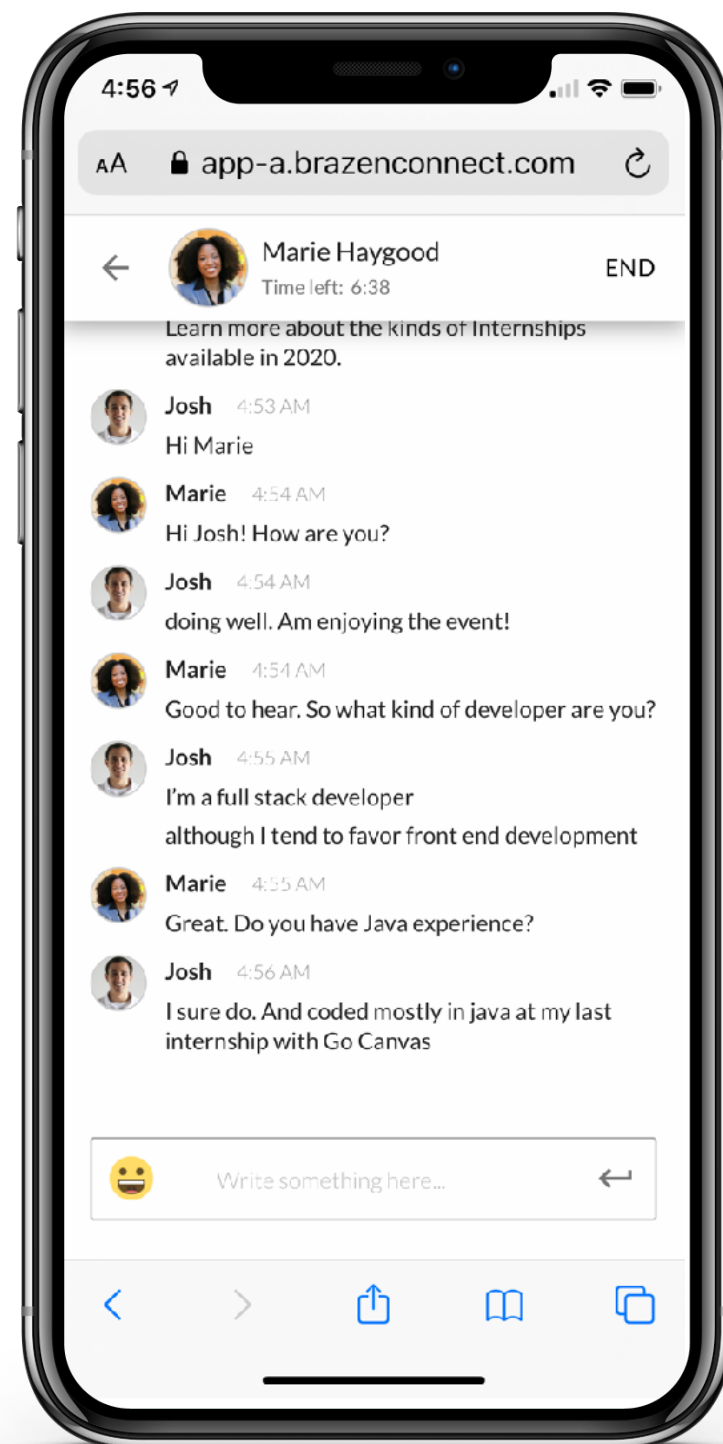 4:56
AA app-a.brazenconnect.com
Marie Haygood
Time left: 6:38
END
Learn more about the kinds of Internships
available in 2020.
Josh 4:53 AM
Hi Marie
Marie 4:54 AM
Hi Josh! How are you?
Josh 4:54 AM
doing well. Am enjoying the event!
Marie 4:54 AM
Good to hear. So what kind of developer are you?
Josh 4:55 AM
I'm a full stack developer
although I tend to favor front end development
Marie 4:55 AM
Great. Do you have Java experience?
Josh 4:56 AM
I sure do. And coded mostly in java at my last
internship with Go Canvas
Write something here...